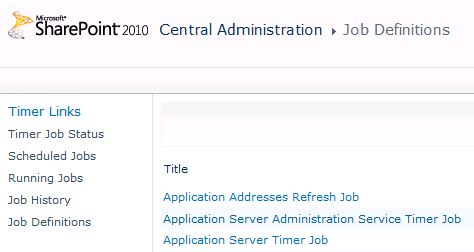 Microsoft®
SharePoint® 2010 Central Administration ▸ Job Definitions
Timer Links
Timer Job Status
Scheduled Jobs
Running Jobs
Job History
Job Definitions
Title
Application Addresses Refresh Job
Application Server Administration Service Timer Job
Application Server Timer Job